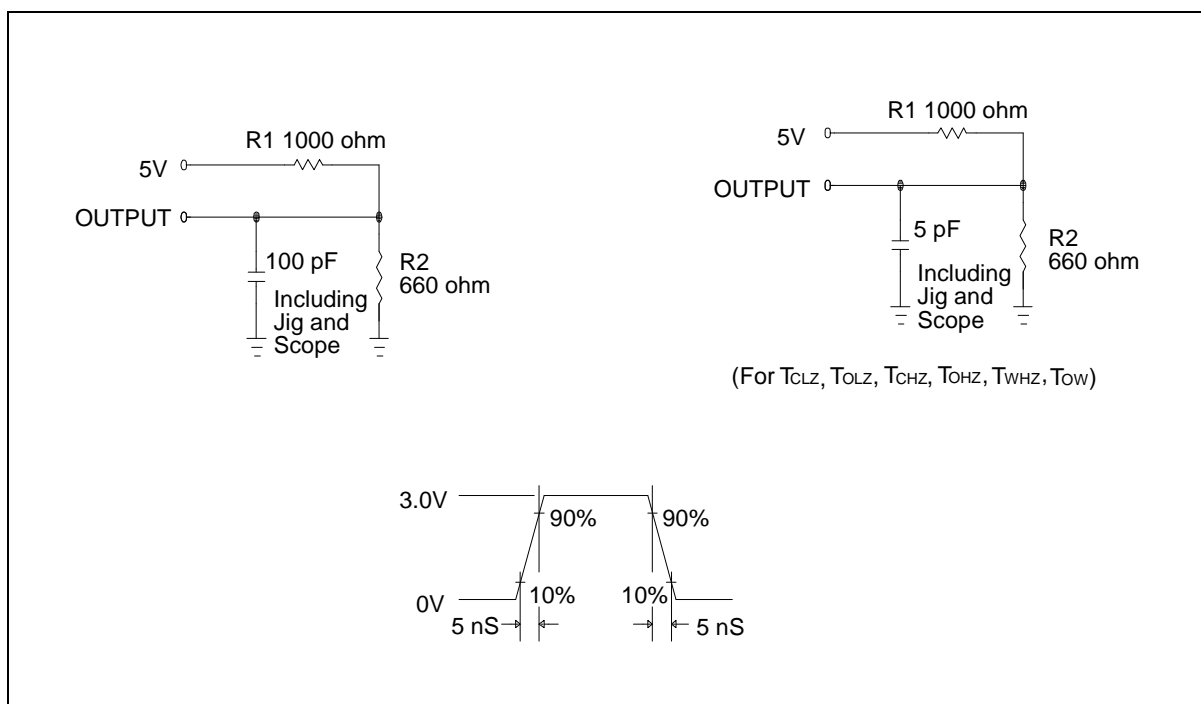 R1 1000 ohm
5V
OUTPUT
100 pF
Including
Jig and
Scope
R2
660 ohm
R1 1000 ohm
5V
OUTPUT
5 pF
Including
Jig and
Scope
R2
660 ohm
(For TCLZ, TOLZ, TCHZ, TOHZ, TWHZ, TOW)
3.0V
90%
90%
0V
10%
10%
5 nS
5 nS